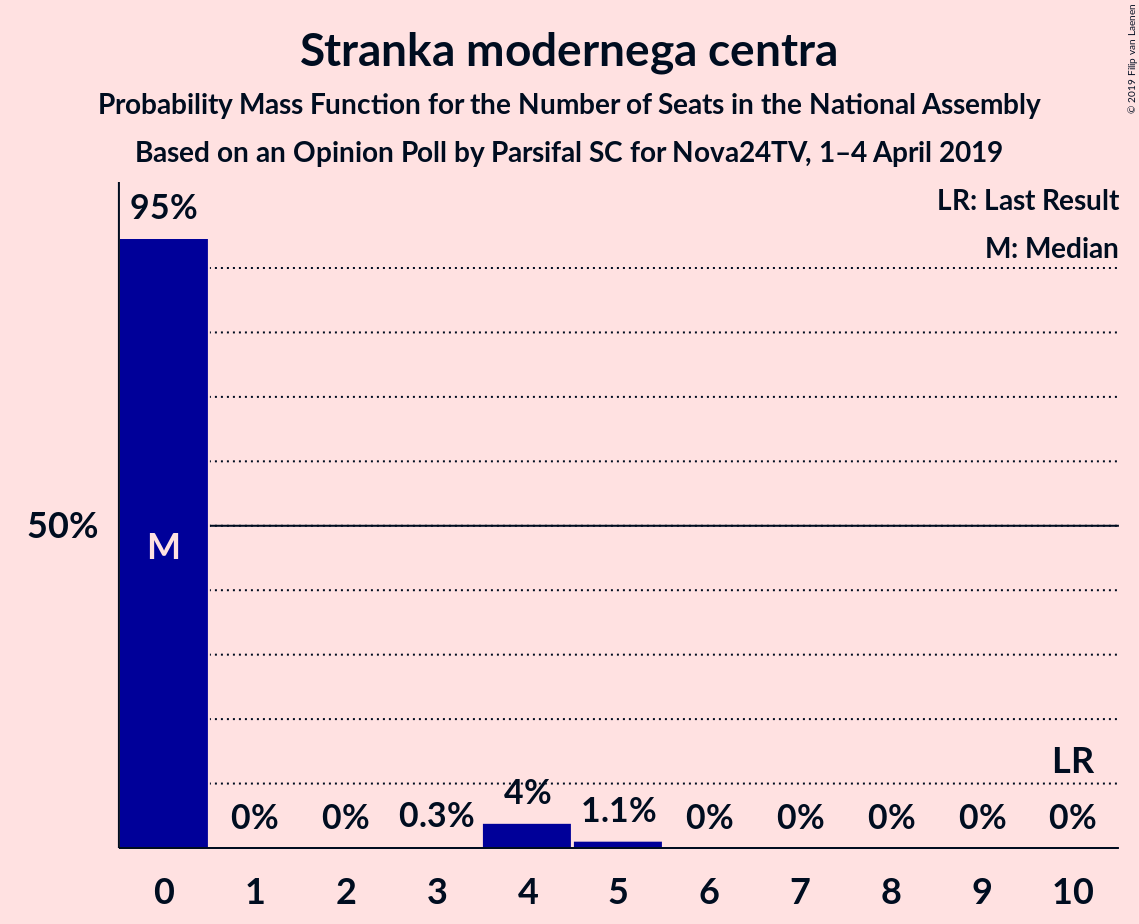 Stranka modernega centra
Probability Mass Function for the Number of Seats in the National Assembly
Based on an Opinion Poll by Parsifal SC for Nova24TV, 1–4 April 2019
© 2019 Filip van Laenen
LR: Last Result
M: Median
95%
50%
M
LR
0% 0% 0.3% 4% 1.1% 0% 0% 0% 0% 0%
0 1 2 3 4 5 6 7 8 9 10